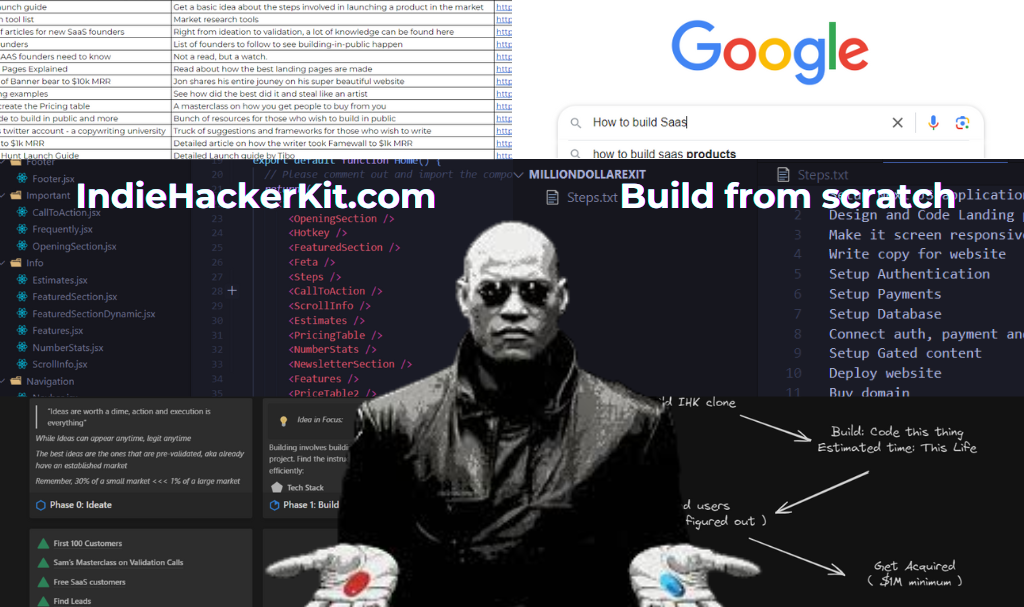 unch guide
Get a basic idea about the steps involved in launching a product in the market
http
tool list
Market research tools
http
f articles for new SaaS founders
Right from ideation to validation, a lot of knowledge can be found here
http
unders
List of founders to follow to see building-in-public happen
http
AAS founders need to know
Not a read, but a watch.
http
Pages Explained
Read about how the best landing pages are made
http
of Banner bear to $10k MRR
Jon shares his entire jouney on his super beautiful website
http
ng examples
See how did the best did it and steal like an artist
http
create the Pricing table
A masterclass on how you get people to buy from you
http
de to build in public and more
Bunch of resources for those who wish to build in public
http
s twitter account - a copywriting university
Truck of suggestions and frameworks for those who wish to write
http
to $1k MRR
Detailed article on how the writer took Famewall to $1k MRR
http
Hunt Launch Guide
Detailed Launch guide by Tibo
http
Google
How to build Saas
how to build saas products
IndieHackerKit.com
Build from scratch
Footer
Footer.jsx
Important
CallToAction.jsx
Frequently.jsx
OpeningSection.jsx
Info
Estimates.jsx
FeaturedSection.jsx
FeaturedSectionDynamic.jsx
Features.jsx
NumberStats.jsx
ScrollInfo.jsx
Navigation
export default function Home() {
20 // Please comment out and import the compo
23 <OpeningSection />
24 <Hotkey />
25 <FeaturedSection />
26 <Feta />
27 <Steps />
28 <CallToAction />
29 <ScrollInfo />
30 <Estimates />
31 <PricingTable />
32 <NumberStats />
33 <NewsletterSection />
34 <Features />
35 <PriceTable2 />
MILLIONDOLLAREXIT
Steps.txt
Steps.txt
2 Design and Code Landing
3 Make it screen responsive
4 Write copy for website
5 Setup Authentication
6 Setup Payments
7 Setup Database
8 Connect auth, payment and
9 Setup Gated content
10 Deploy website
11 Buy domain
"Ideas are worth a dime, action and execution is
everything"
While Ideas can appear anytime, legit anytime
The best ideas are the ones that are pre-validated, aka already
have an established market
Remember, 30% of a small market <<< 1% of a large market
Phase 0: Ideate
Idea in Focus:
Building involves buildi
project. Find the instru
efficiently:
Tech Stack
Phase 1: Build
First 100 Customers
Sam's Masterclass on Validation Calls
Free SaaS customers
Find Leads
ld IHK clone
Build: Code this thing
Estimated time: This Life
d users
figured out )
Get Acquired
( $1M minimum )